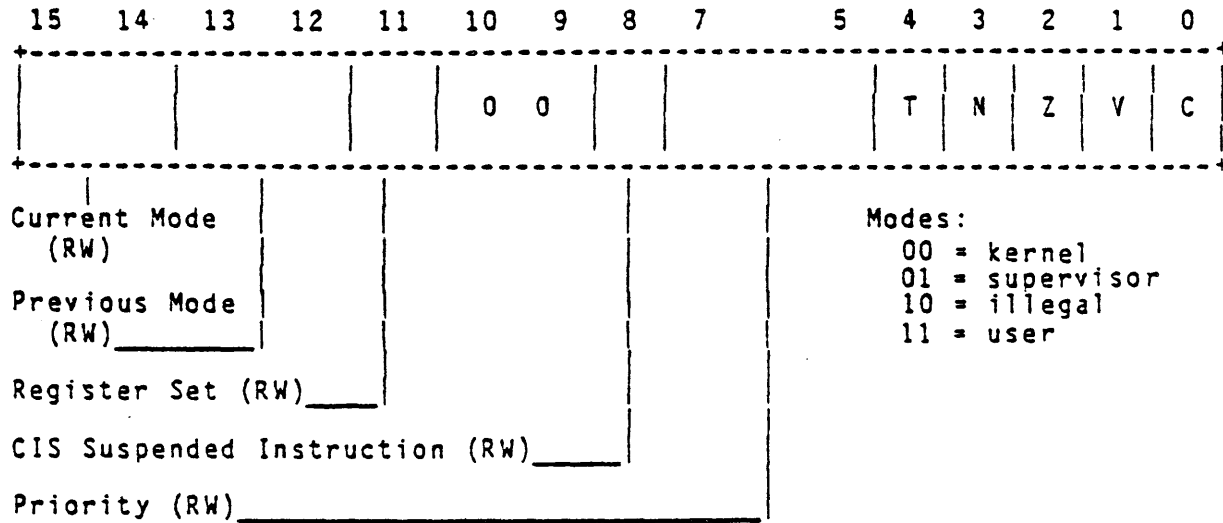 15 14 13 12 11 10 9 8 7 5 4 3 2 1 0
0 0 T N Z V C
Current Mode
(RW)
Previous Mode
(RW)
Register Set (RW)
CIS Suspended Instruction (RW)
Priority (RW)
Modes:
00 = kernel
01 = supervisor
10 = illegal
11 = user